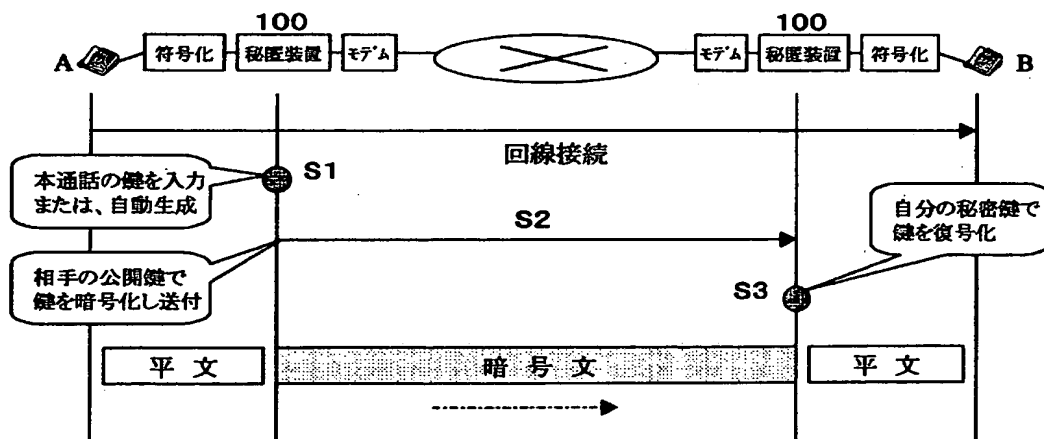 100 100
A 符号化 秘匿装置 モデム モデム 秘匿装置 符号化 B
回線接続
本通話の鍵を入力
または、自動生成
S1
S2
自分の秘密鍵で
鍵を復号化
相手の公開鍵で
鍵を暗号化し送付
S3
平 文 暗 号 文 平 文